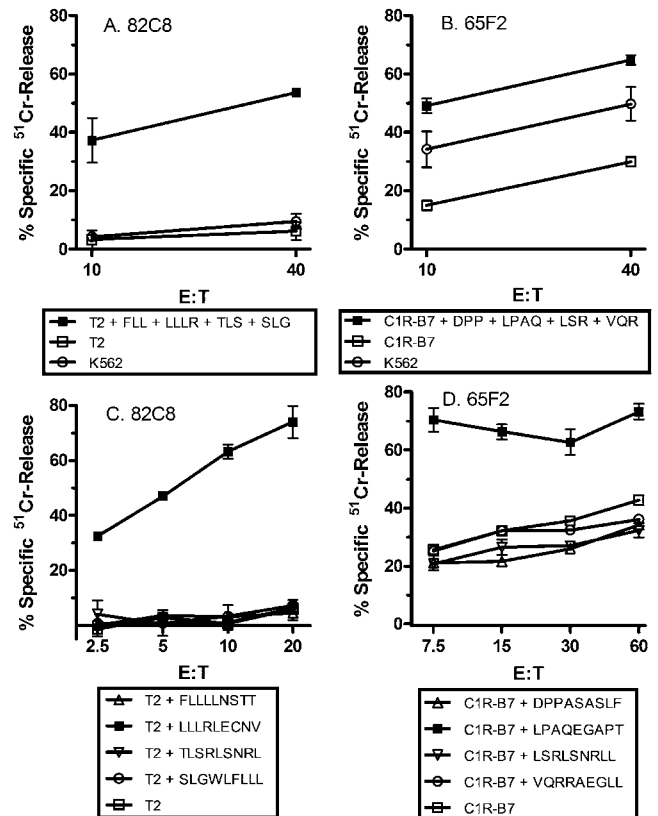 A. 82C8
% Specific ⁵¹Cr-Release
80
60
40
20
0
10
40
E:T
T2 + FLL + LLLR + TLS + SLG
T2
K562
B. 65F2
% Specific ⁵¹Cr-Release
80
60
40
20
0
10
40
E:T
C1R-B7 + DPP + LPAQ + LSR + VQR
C1R-B7
K562
C. 82C8
% Specific ⁵¹Cr-Release
80
60
40
20
2.5
5
10
20
E:T
T2 + FLLLLNSTT
T2 + LLLRLECNV
T2 + TLSRLSNRL
T2 + SLGWLFLLL
T2
D. 65F2
% Specific ⁵¹Cr-Release
80
60
40
20
0
7.5
15
30
60
E:T
C1R-B7 + DPPASASLF
C1R-B7 + LPAQEGAPT
C1R-B7 + LSRLSNRLL
C1R-B7 + VQRRAEGLL
C1R-B7